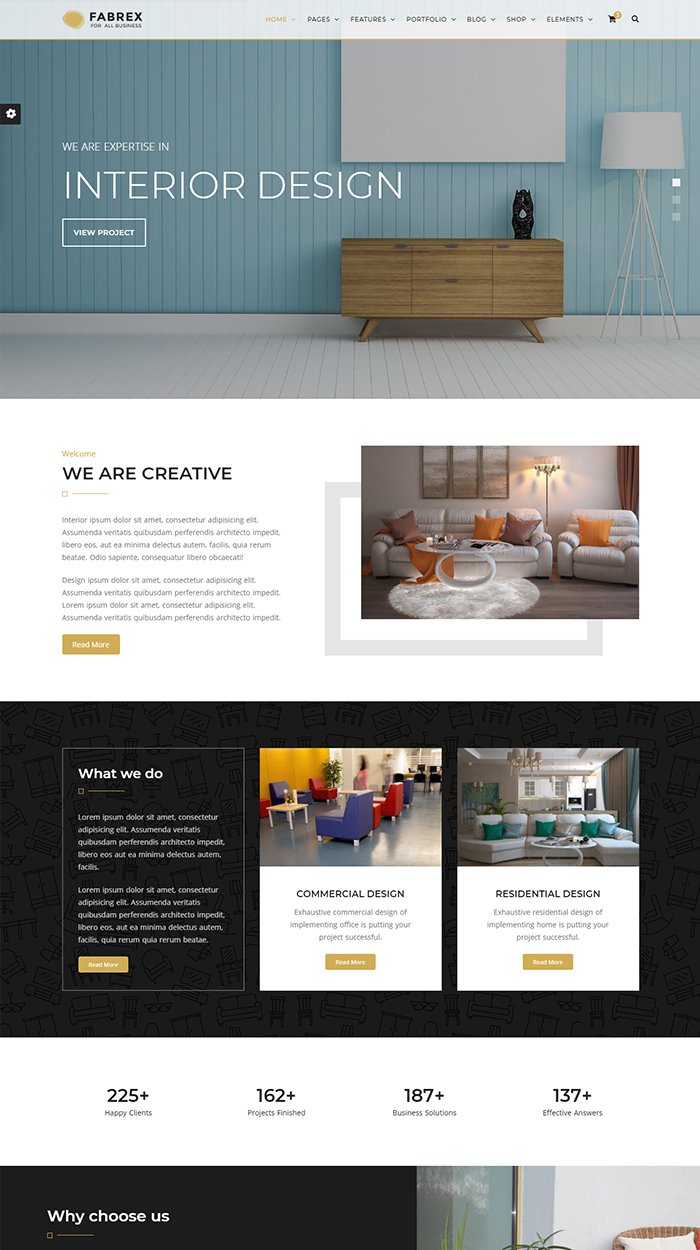 FABREX
FOR ALL BUSINESS
HOME PAGES FEATURES PORTFOLIO BLOG SHOP ELEMENTS 3
WE ARE EXPERTISE IN
INTERIOR DESIGN
VIEW PROJECT
Welcome
WE ARE CREATIVE
Interior ipsum dolor sit amet, consectetur adipisicing elit.
Assumenda veritatis quibusdam perferendis architecto impedit,
libero eos, aut ea minima delectus autem, facilis, quia rerum
beatae. Odio sapiente, consequatur libero obcaecati!
Design ipsum dolor sit amet, consectetur adipisicing elit.
Assumenda veritatis quibusdam perferendis architecto impedit.
Lorem ipsum dolor sit amet, consectetur adipisicing elit.
Assumenda veritatis quibusdam perferendis architecto impedit.
Read More
What we do
Lorem ipsum dolor sit amet, consectetur
adipisicing elit. Assumenda veritatis
quibusdam perferendis architecto impedit,
libero eos aut ea minima delectus autem,
facilis,
Lorem ipsum dolor sit amet, consectetur
adipisicing elit. Assumenda veritatis
quibusdam perferendis architecto impedit,
libero eos aut ea minima delectus autem,
facilis, quia rerum quia rerum beatae.
Read More
COMMERCIAL DESIGN
Exhaustive commercial design of
implementing office is putting your
project successful.
Read More
RESIDENTIAL DESIGN
Exhaustive residential design of
implementing home is putting your
project successful.
Read More
225+
Happy Clients
162+
Projects Finished
187+
Business Solutions
137+
Effective Answers
Why choose us